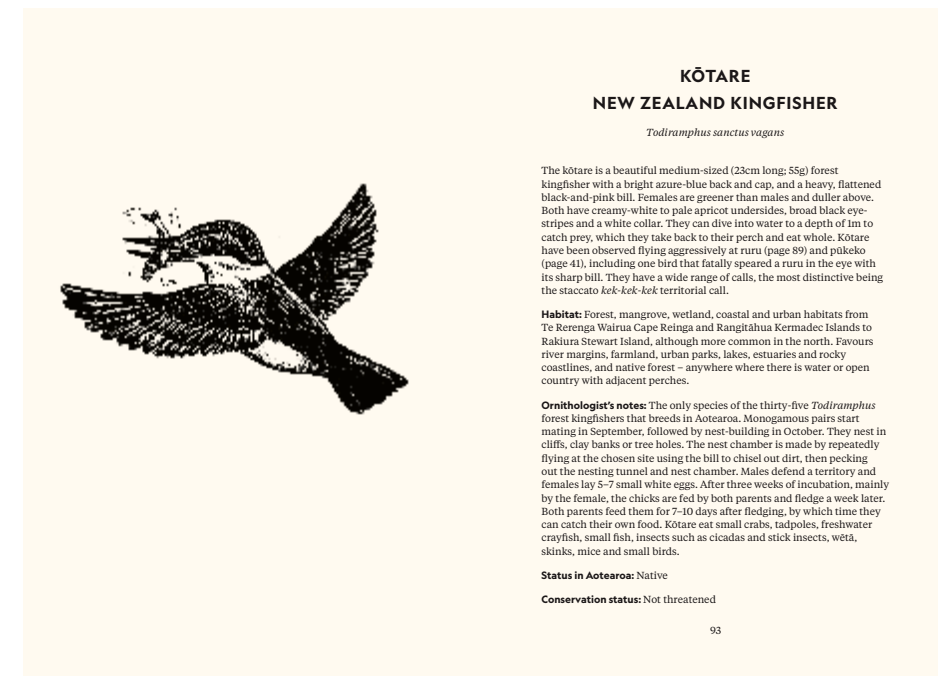 KŌTARE
NEW ZEALAND KINGFISHER
Todiramphus sanctus vagans
The kōtare is a beautiful medium-sized (23cm long; 55g) forest
kingfisher with a bright azure-blue back and cap, and a heavy, flattened
black-and-pink bill. Females are greener than males and duller above.
Both have creamy-white to pale apricot undersides, broad black eye-
stripes and a white collar. They can dive into water to a depth of 1m to
catch prey, which they take back to their perch and eat whole. Kōtare
have been observed flying aggressively at ruru (page 89) and pūkeko
(page 41), including one bird that fatally speared a ruru in the eye with
its sharp bill. They have a wide range of calls, the most distinctive being
the staccato kek-kek-kek territorial call.
Habitat: Forest, mangrove, wetland, coastal and urban habitats from
Te Rerenga Wairua Cape Reinga and Rangitāhua Kermadec Islands to
Rakiura Stewart Island, although more common in the north. Favours
river margins, farmland, urban parks, lakes, estuaries and rocky
coastlines, and native forest – anywhere where there is water or open
country with adjacent perches.
Ornithologist's notes: The only species of the thirty-five Todiramphus
forest kingfishers that breeds in Aotearoa. Monogamous pairs start
mating in September, followed by nest-building in October. They nest in
cliffs, clay banks or tree holes. The nest chamber is made by repeatedly
flying at the chosen site using the bill to chisel out dirt, then pecking
out the nesting tunnel and nest chamber. Males defend a territory and
females lay 5–7 small white eggs. After three weeks of incubation, mainly
by the female, the chicks are fed by both parents and fledge a week later.
Both parents feed them for 7–10 days after fledging, by which time they
can catch their own food. Kōtare eat small crabs, tadpoles, freshwater
crayfish, small fish, insects such as cicadas and stick insects, wētā,
skinks, mice and small birds.
Status in Aotearoa: Native
Conservation status: Not threatened
93